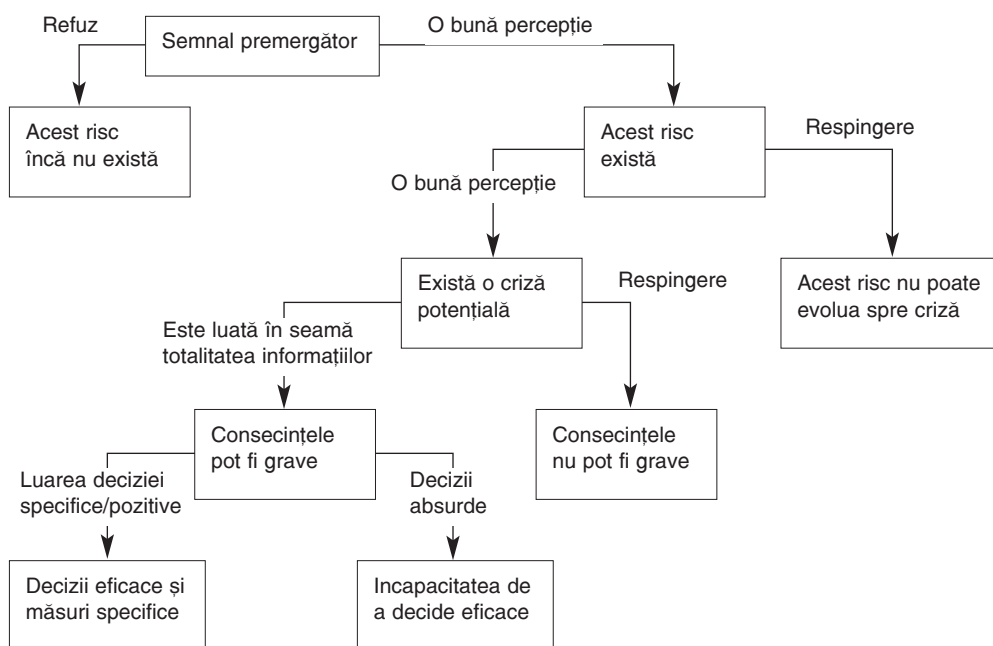 Refuz
Semnal premergător
O bună percepție
Acest risc
încă nu există
Acest risc
există
Respingere
O bună percepție
Există o criză
potențială
Respingere
Acest risc nu poate
evolua spre criză
Este luată în seamă
totalitatea informațiilor
Consecințele
pot fi grave
Consecințele
nu pot fi grave
Luarea deciziei
specifice/pozitive
Decizii
absurde
Decizii eficace și
măsuri specifice
Incapacitatea de
a decide eficace